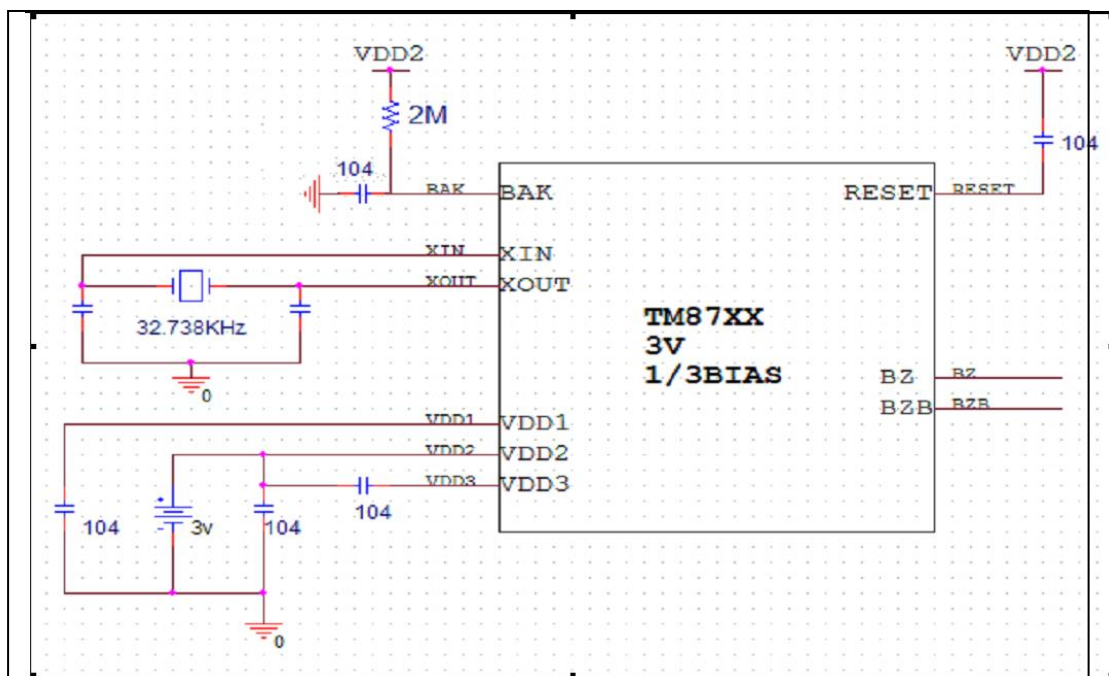 VDD2
VDD2
2M
104
104
BAK
BAK
RESET
RESET
XIN
XIN
XOUT
XOUT
32.738KHz
TM87XX
3V
1/3BIAS
0
BZ
BZ
BZB
BZB
VDD1
VDD1
VDD2
VDD2
VDD3
VDD3
104
+
-
3v
104
104
0